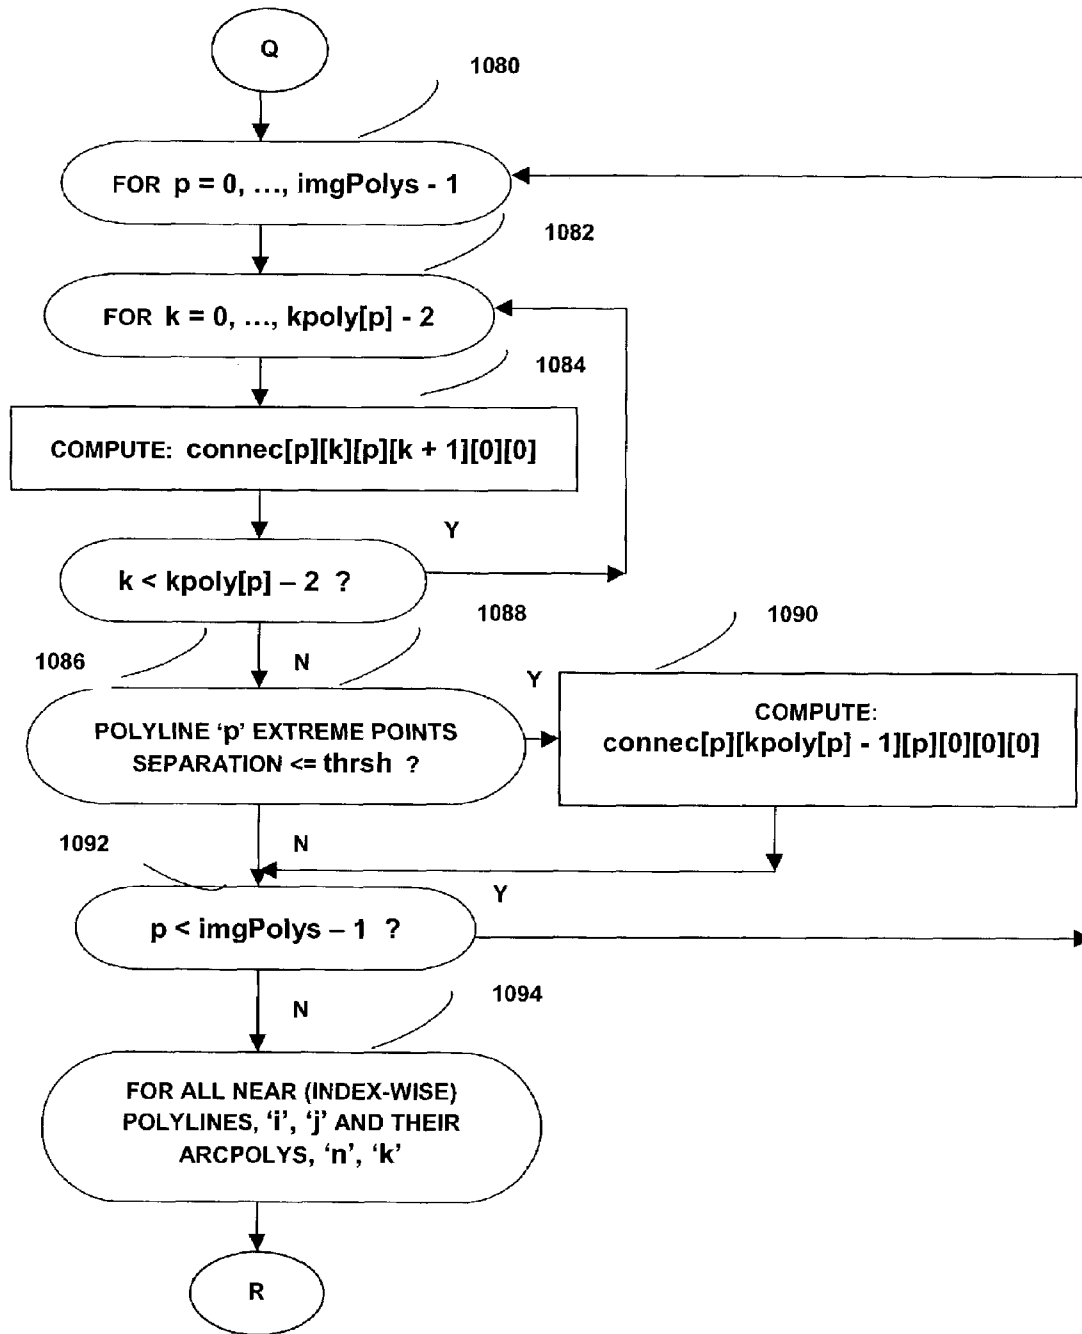 Q
1080
FOR p = 0, ..., imgPolys - 1
1082
FOR k = 0, ..., kpoly[p] - 2
1084
COMPUTE: connec[p][k][p][k + 1][0][0]
Y
k < kpoly[p] – 2 ?
1086
N
1088
1090
POLYLINE ‘p’ EXTREME POINTS
SEPARATION <= thrsh ?
Y
COMPUTE:
connec[p][kpoly[p] - 1][p][0][0][0]
1092
N
Y
p < imgPolys – 1 ?
N
1094
FOR ALL NEAR (INDEX-WISE)
POLYLINES, ‘i’, ‘j’ AND THEIR
ARCPOLYS, ‘n’, ‘k’
R